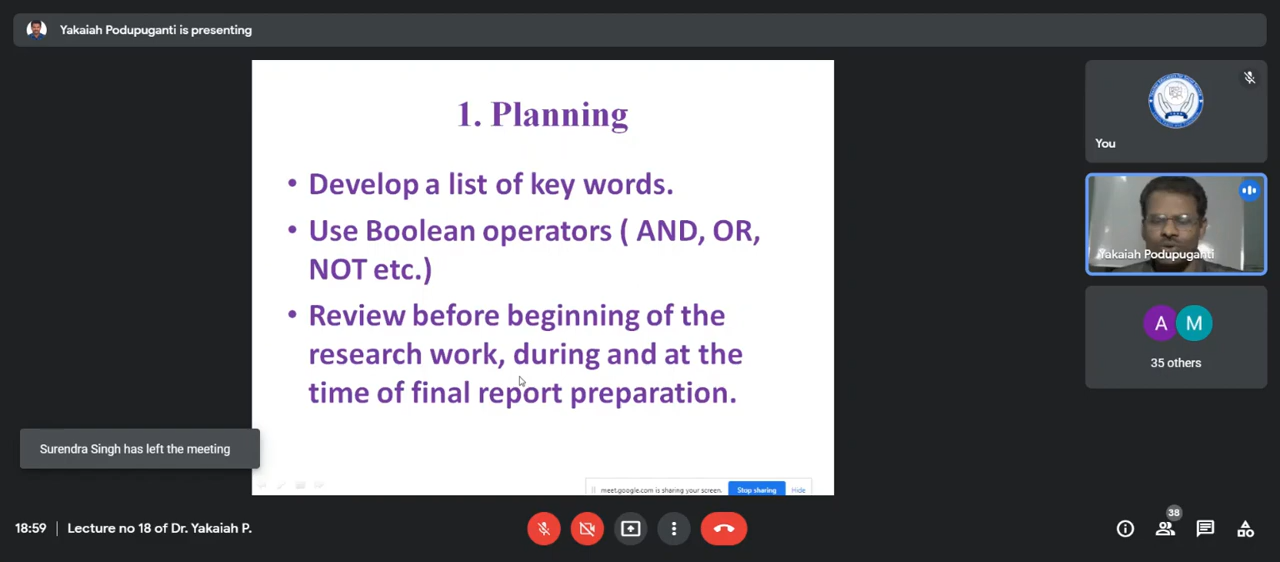 Yakaiah Podupuganti is presenting
1. Planning
• Develop a list of key words.
• Use Boolean operators ( AND, OR,
NOT etc.)
• Review before beginning of the
research work, during and at the
time of final report preparation.
You
Yakaiah Podupuganti
A M
35 others
Surendra Singh has left the meeting
meet.google.com is sharing your screen.
Stop sharing
Hide
18:59 | Lecture no 18 of Dr. Yakaiah P.
38